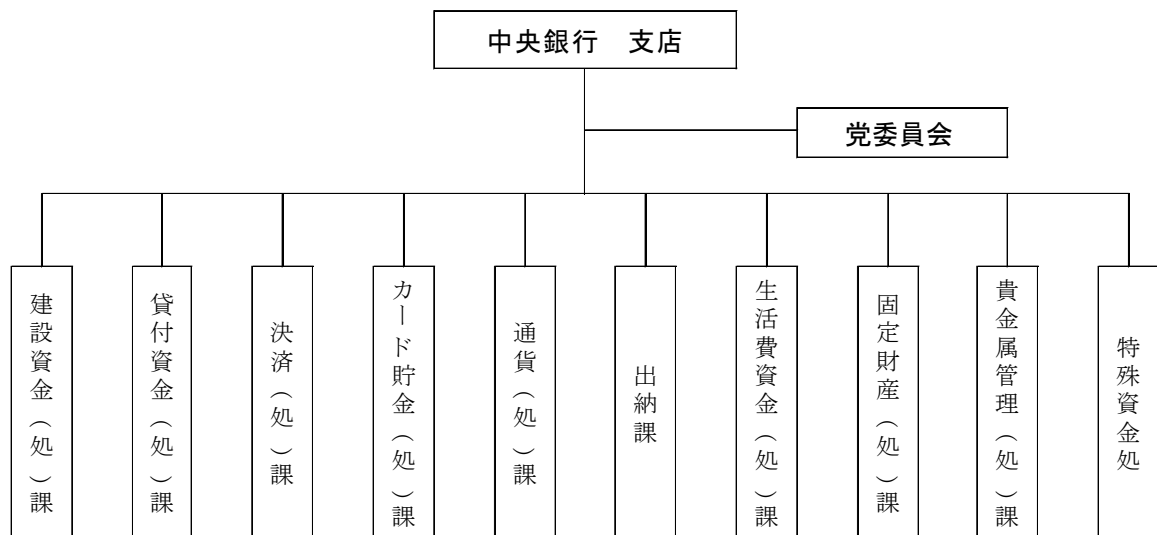 中央銀行　支店
党委員会
建設資金（処）課
貸付資金（処）課
決済（処）課
カード貯金（処）課
通貨（処）課
出納課
生活費資金（処）課
固定財産（処）課
貴金属管理（処）課
特殊資金処